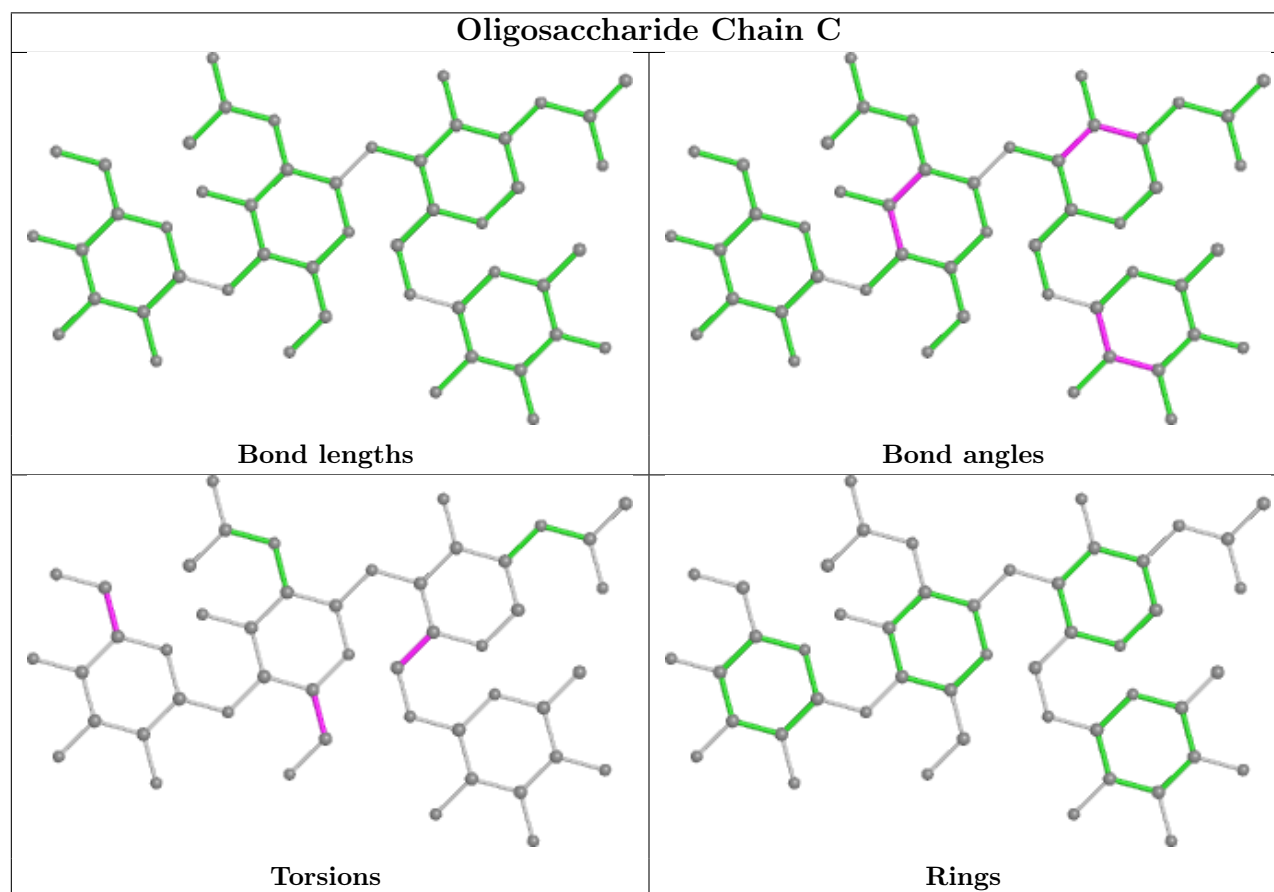 Oligosaccharide Chain C
Bond lengths
Bond angles
Torsions
Rings